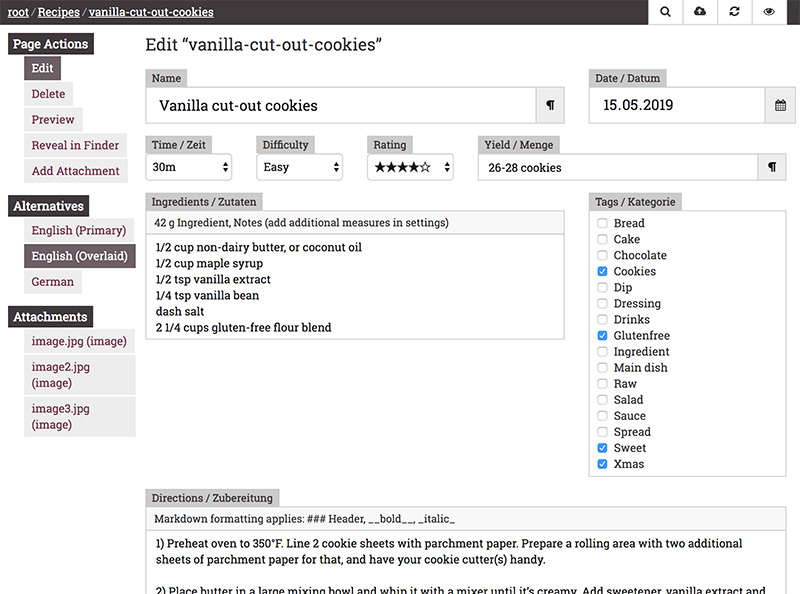 root / Recipes / vanilla-cut-out-cookies
Page Actions
Edit
Delete
Preview
Reveal in Finder
Add Attachment
Alternatives
English (Primary)
English (Overlaid)
German
Attachments
image.jpg (image)
image2.jpg
(image)
image3.jpg
(image)
Edit “vanilla-cut-out-cookies”
Name
Vanilla cut-out cookies
¶
Date / Datum
15.05.2019
Time / Zeit
30m
Difficulty
Easy
Rating
★★★★☆
Yield / Menge
26-28 cookies
¶
Ingredients / Zutaten
42 g Ingredient, Notes (add additional measures in settings)
1/2 cup non-dairy butter, or coconut oil
1/2 cup maple syrup
1/2 tsp vanilla extract
1/4 tsp vanilla bean
dash salt
2 1/4 cups gluten-free flour blend
Tags / Kategorie
Bread
Cake
Chocolate
Cookies
Dip
Dressing
Drinks
Glutenfree
Ingredient
Main dish
Raw
Salad
Sauce
Spread
Sweet
Xmas
Directions / Zubereitung
Markdown formatting applies: ### Header, __bold__, _italic_
1) Preheat oven to 350°F. Line 2 cookie sheets with parchment paper. Prepare a rolling area with two additional
sheets of parchment paper for that, and have your cookie cutter(s) handy.
2) Place butter in a large mixing bowl and whip it with a mixer until it's creamy. Add sweetener, vanilla extract and